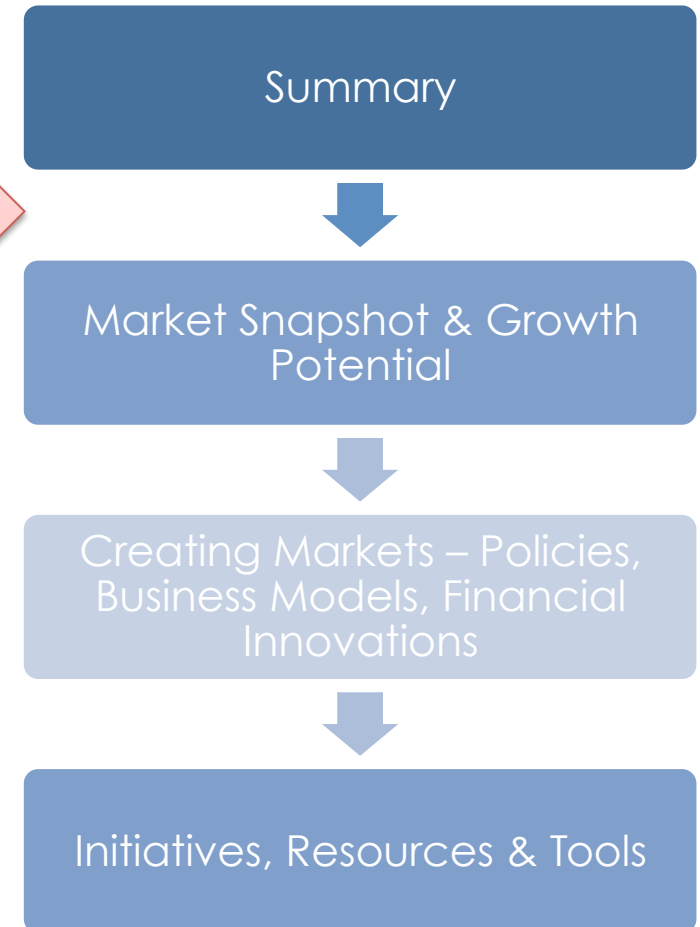 Summary
Market Snapshot & Growth
Potential
Creating Markets – Policies,
Business Models, Financial
Innovations
Initiatives, Resources & Tools